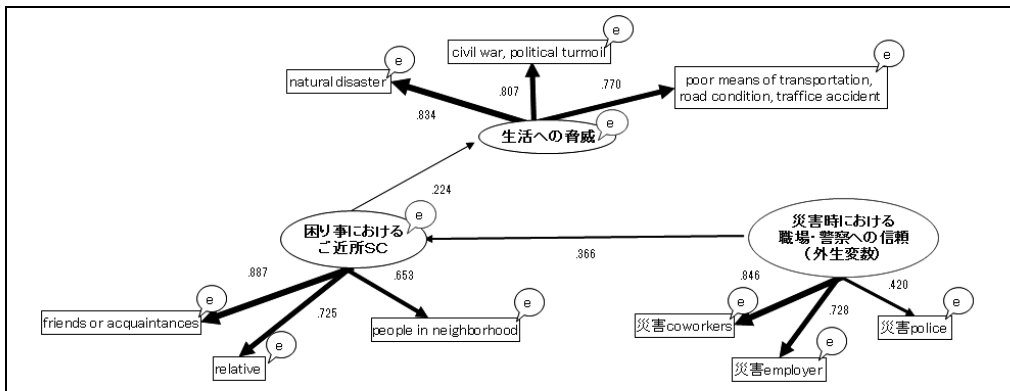 e
civil war, political turmoil
e
natural disaster
e
poor means of transportation,
road condition, traffice accident
.834
.807
.770
生活への脅威
e
.224
困り事における
ご近所SC
e
.366
災害時における
職場・警察への信頼
(外生変数)
.887
.725
.653
.846
.728
.420
e
friends or acquaintances
e
relative
e
people in neighborhood
e
災害coworkers
e
災害employer
e
災害police